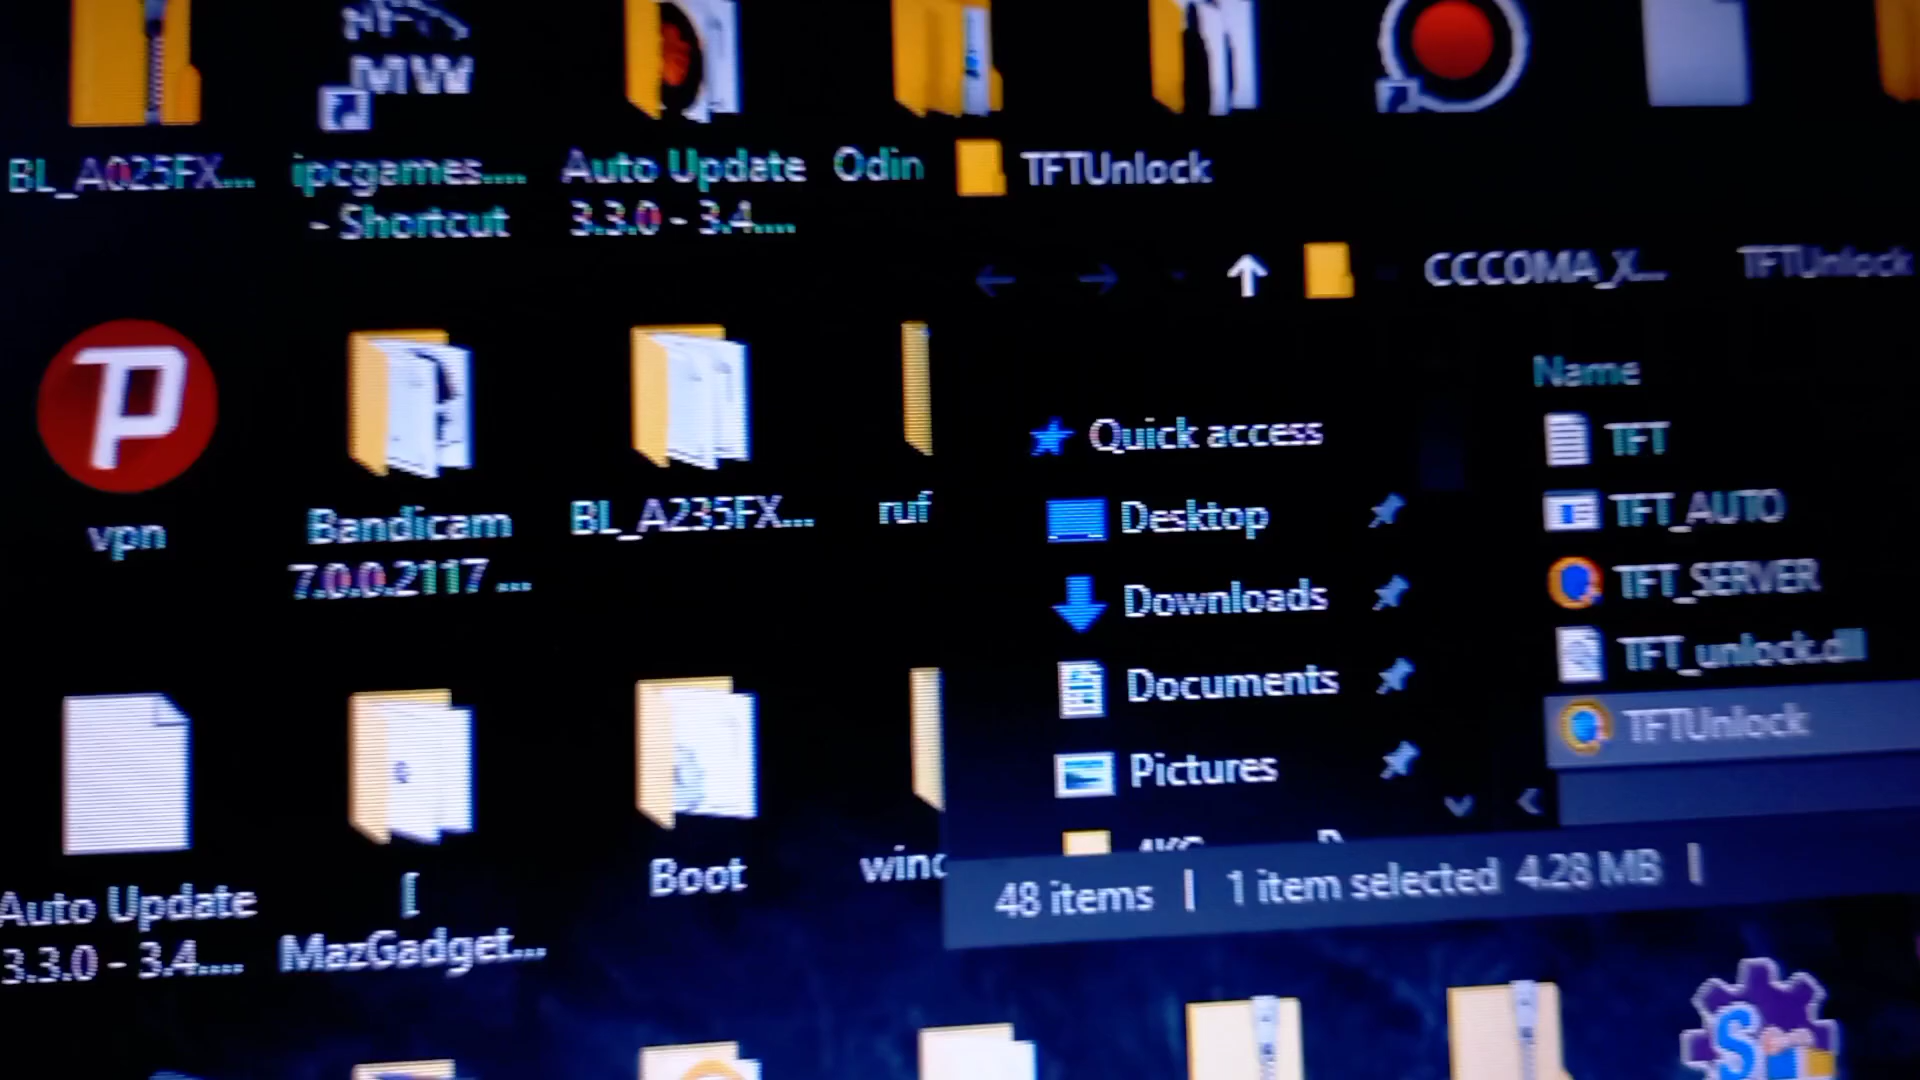 MW
BL_A025FX...
ipcgames....
- Shortcut
Auto Update
3.3.0 - 3.4....
Odin
TFTUnlock
CCCOMA_X...
TFTUnlock
Name
Quick access
TFT
TFT_AUTO
TFT_SERVER
TFT_unlock.dll
TFTUnlock
Desktop
Downloads
Documents
Pictures
48 items
1 item selected 4.28 MB
vpn
Bandicam
7.0.0.2117 ...
BL_A235FX...
ruf
Auto Update
3.3.0 - 3.4....
[
MazGadget...
Boot
winc